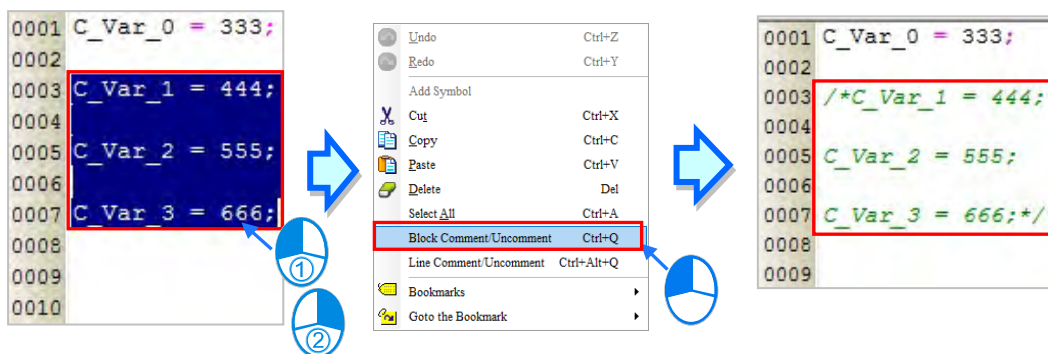 0001 C_Var_0 = 333;
0002
0003 C_Var_1 = 444;
0004
0005 C_Var_2 = 555;
0006
0007 C_Var_3 = 666;
0008
0009
0010
①
②
Undo Ctrl+Z
Redo Ctrl+Y
Add Symbol
Cut Ctrl+X
Copy Ctrl+C
Paste Ctrl+V
Delete Del
Select All Ctrl+A
Block Comment/Uncomment Ctrl+Q
Line Comment/Uncomment Ctrl+Alt+Q
Bookmarks
Goto the Bookmark
0001 C_Var_0 = 333;
0002
0003 /*C_Var_1 = 444;
0004
0005 C_Var_2 = 555;
0006
0007 C_Var_3 = 666;*/
0008
0009